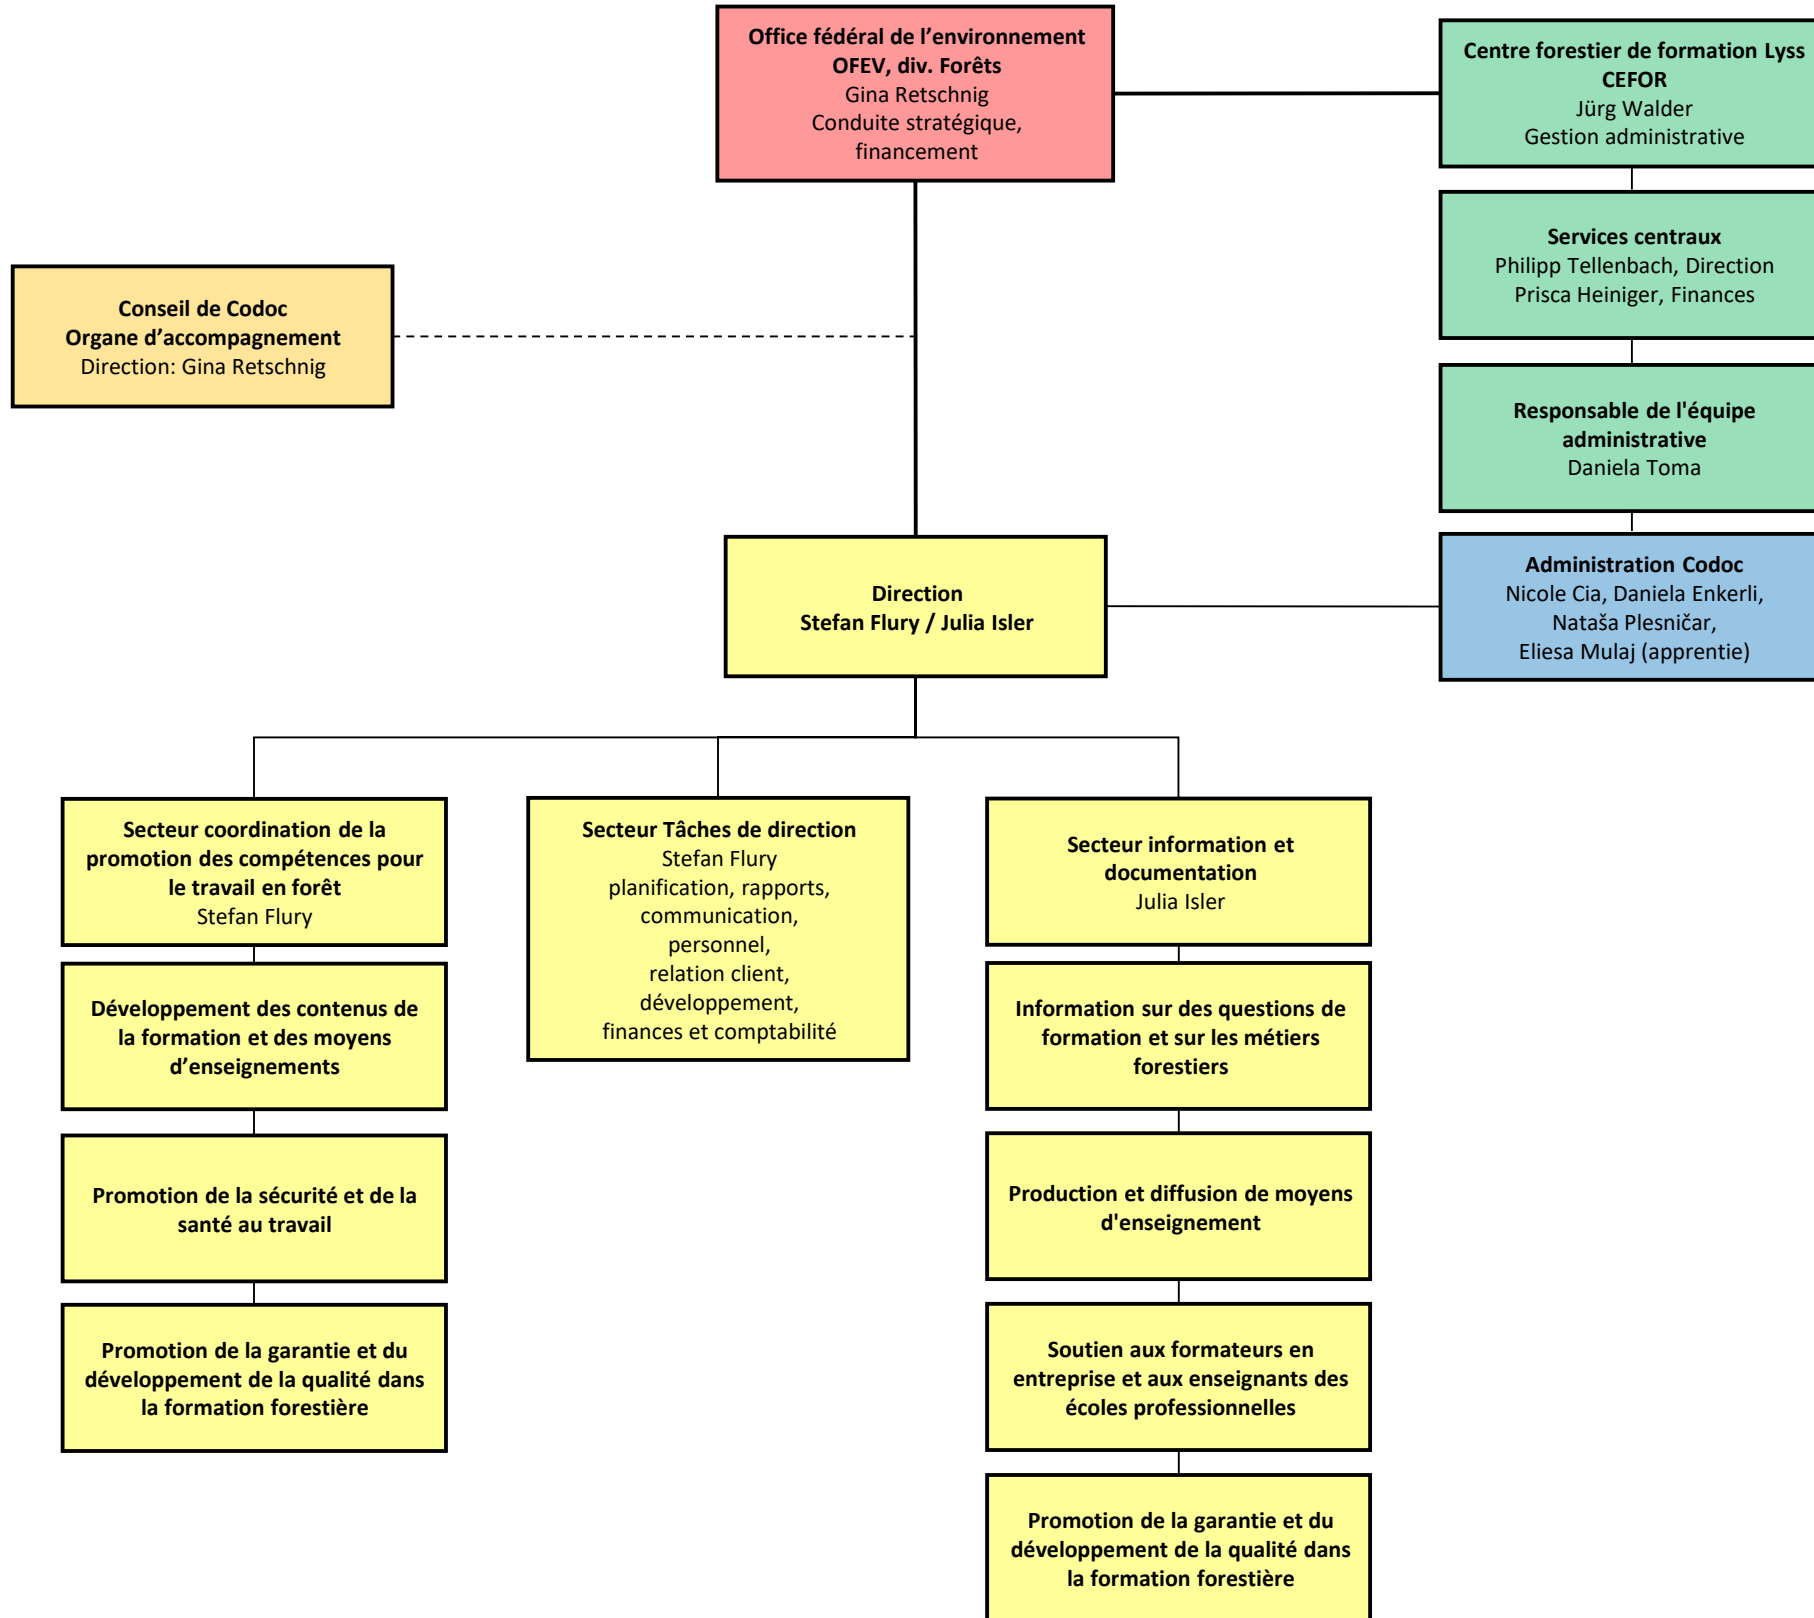 Office fédéral de l’environnement
OFEV, div. Forêts
Gina Retschnig
Conduite stratégique,
financement
Centre forestier de formation Lyss
CEFOR
Jürg Walder
Gestion administrative
Services centraux
Philipp Tellenbach, Direction
Prisca Heiniger, Finances
Conseil de Codoc
Organe d’accompagnement
Direction: Gina Retschnig
Responsable de l'équipe
administrative
Daniela Toma
Direction
Stefan Flury / Julia Isler
Administration Codoc
Nicole Cia, Daniela Enkerli,
Nataša Plesničar,
Eliesa Mulaj (apprentie)
Secteur coordination de la
promotion des compétences pour
le travail en forêt
Stefan Flury
Développement des contenus de
la formation et des moyens
d’enseignements
Promotion de la sécurité et de la
santé au travail
Promotion de la garantie et du
développement de la qualité dans
la formation forestière
Secteur Tâches de direction
Stefan Flury
planification, rapports,
communication,
personnel,
relation client,
développement,
finances et comptabilité
Secteur information et
documentation
Julia Isler
Information sur des questions de
formation et sur les métiers
forestiers
Production et diffusion de moyens
d'enseignement
Soutien aux formateurs en
entreprise et aux enseignants des
écoles professionnelles
Promotion de la garantie et du
développement de la qualité dans
la formation forestière